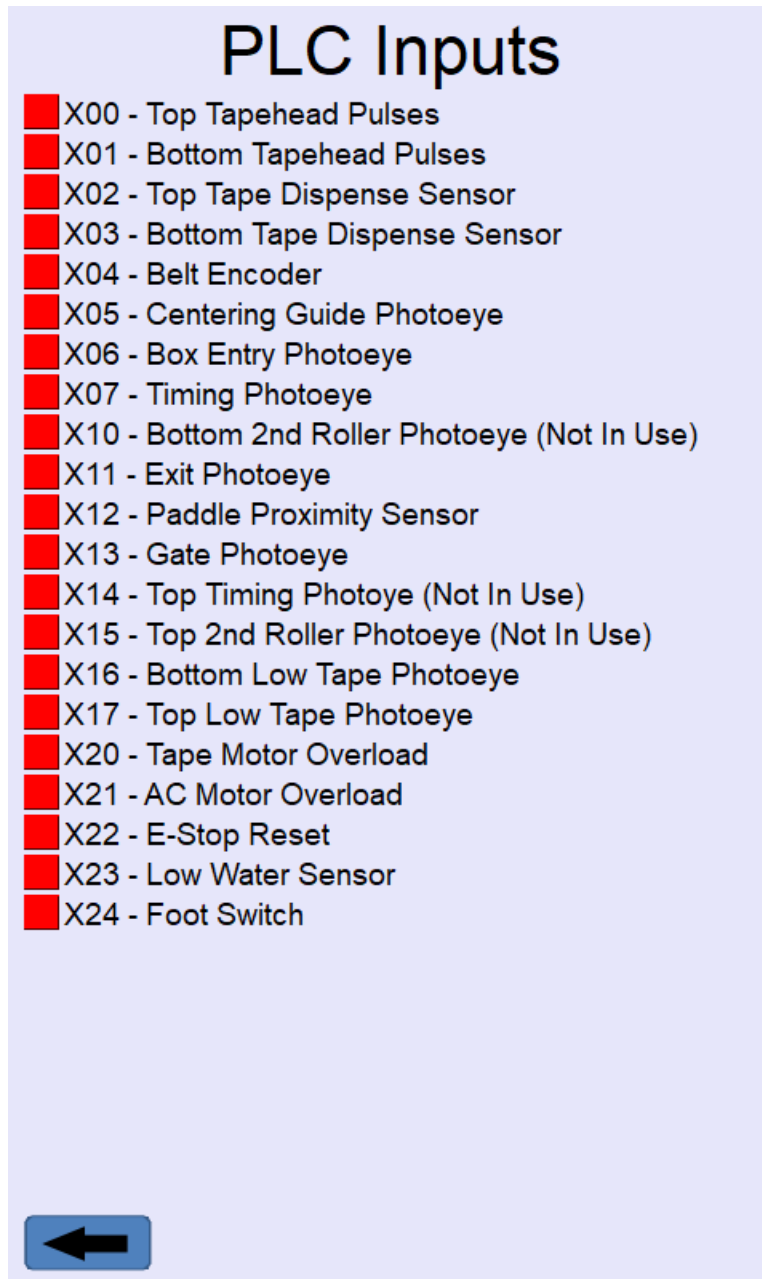 PLC Inputs
X00 - Top Tapehead Pulses
X01 - Bottom Tapehead Pulses
X02 - Top Tape Dispense Sensor
X03 - Bottom Tape Dispense Sensor
X04 - Belt Encoder
X05 - Centering Guide Photoeye
X06 - Box Entry Photoeye
X07 - Timing Photoeye
X10 - Bottom 2nd Roller Photoeye (Not In Use)
X11 - Exit Photoeye
X12 - Paddle Proximity Sensor
X13 - Gate Photoeye
X14 - Top Timing Photoye (Not In Use)
X15 - Top 2nd Roller Photoeye (Not In Use)
X16 - Bottom Low Tape Photoeye
X17 - Top Low Tape Photoeye
X20 - Tape Motor Overload
X21 - AC Motor Overload
X22 - E-Stop Reset
X23 - Low Water Sensor
X24 - Foot Switch